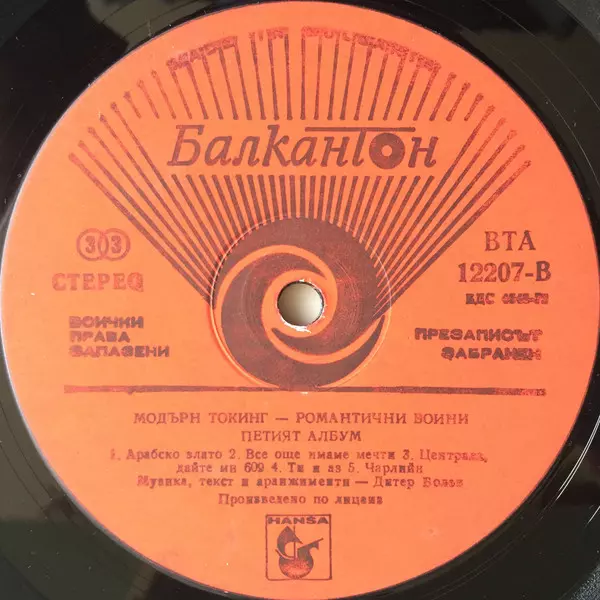 Балкантон
33
СТЕРЕО
ВТА
12207-В
БДС
ВСИЧКИ
ПРАВА
ЗАПАЗЕНИ
ПРЕЗАПИСЪТ
ЗАБРАНЕН
МОДЪРН ТОКИНГ — РОМАНТИЧНИ ВОИНИ
ПЕТИЯТ АЛБУМ
1. Арабско злато 2. Все още имаме мечти 3. Централа,
дайте ми 609 4. Ти и аз 5. Чарлийн
Музика, текст и аранжименти — Дитер Болен
Произведено по лиценз
HANSA